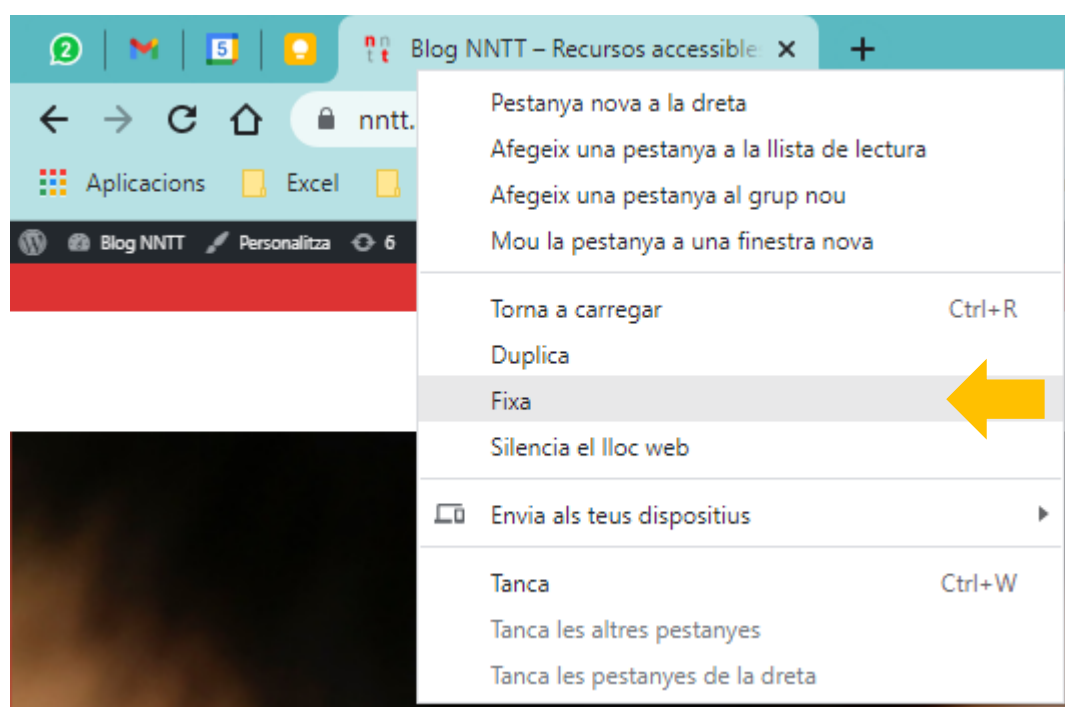 2 5 n n t t Blog NNTT – Recursos accessible
nntt.
Aplicacions Excel
Blog NNTT Personalitza 6
Pestanya nova a la dreta
Afegeix una pestanya a la llista de lectura
Afegeix una pestanya al grup nou
Mou la pestanya a una finestra nova
Torna a carregar Ctrl+R
Duplica
Fixa
Silencia el lloc web
Envia als teus dispositius
Tanca Ctrl+W
Tanca les altres pestanyes
Tanca les pestanyes de la dreta